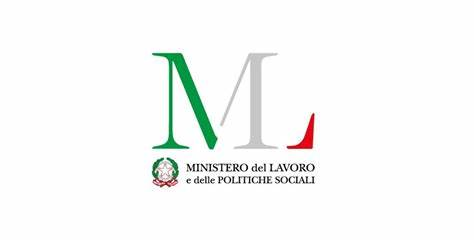 ML
MINISTERO del LAVORO
e delle POLITICHE SOCIALI